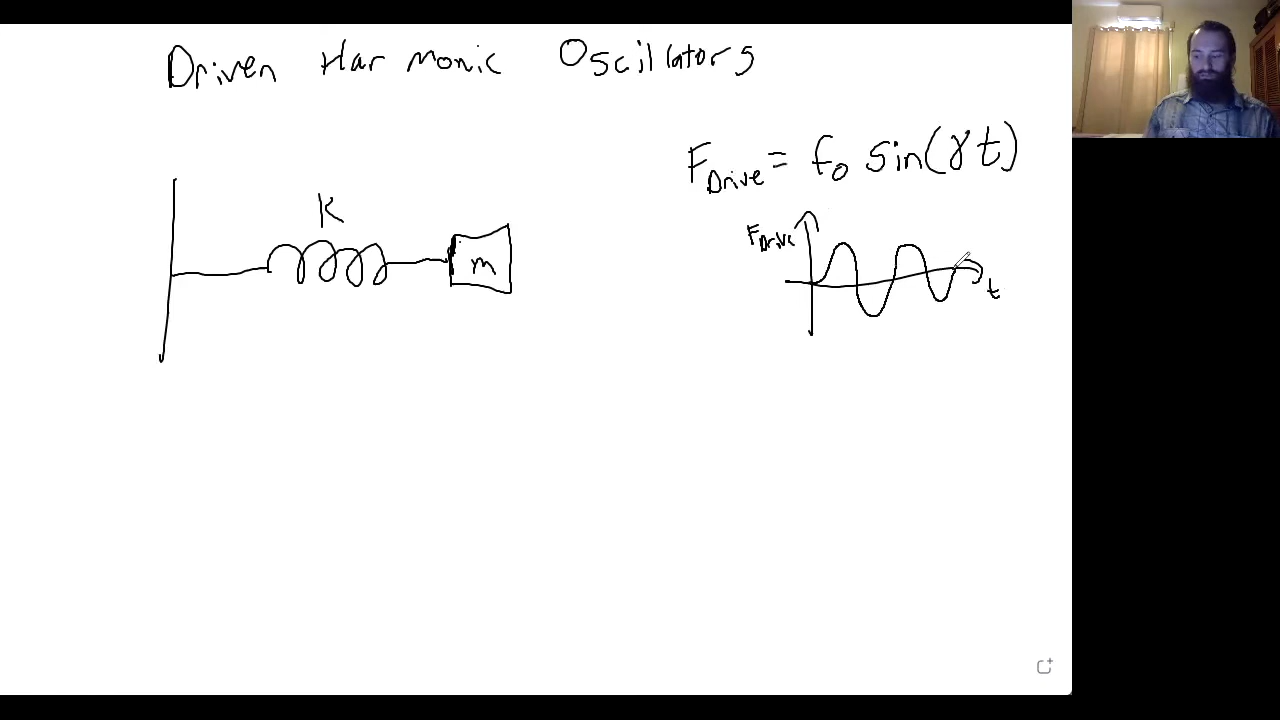 Driven Harmonic Oscillators
F_Drive = f_0 sin(γt)
K
F_Drive
m
t